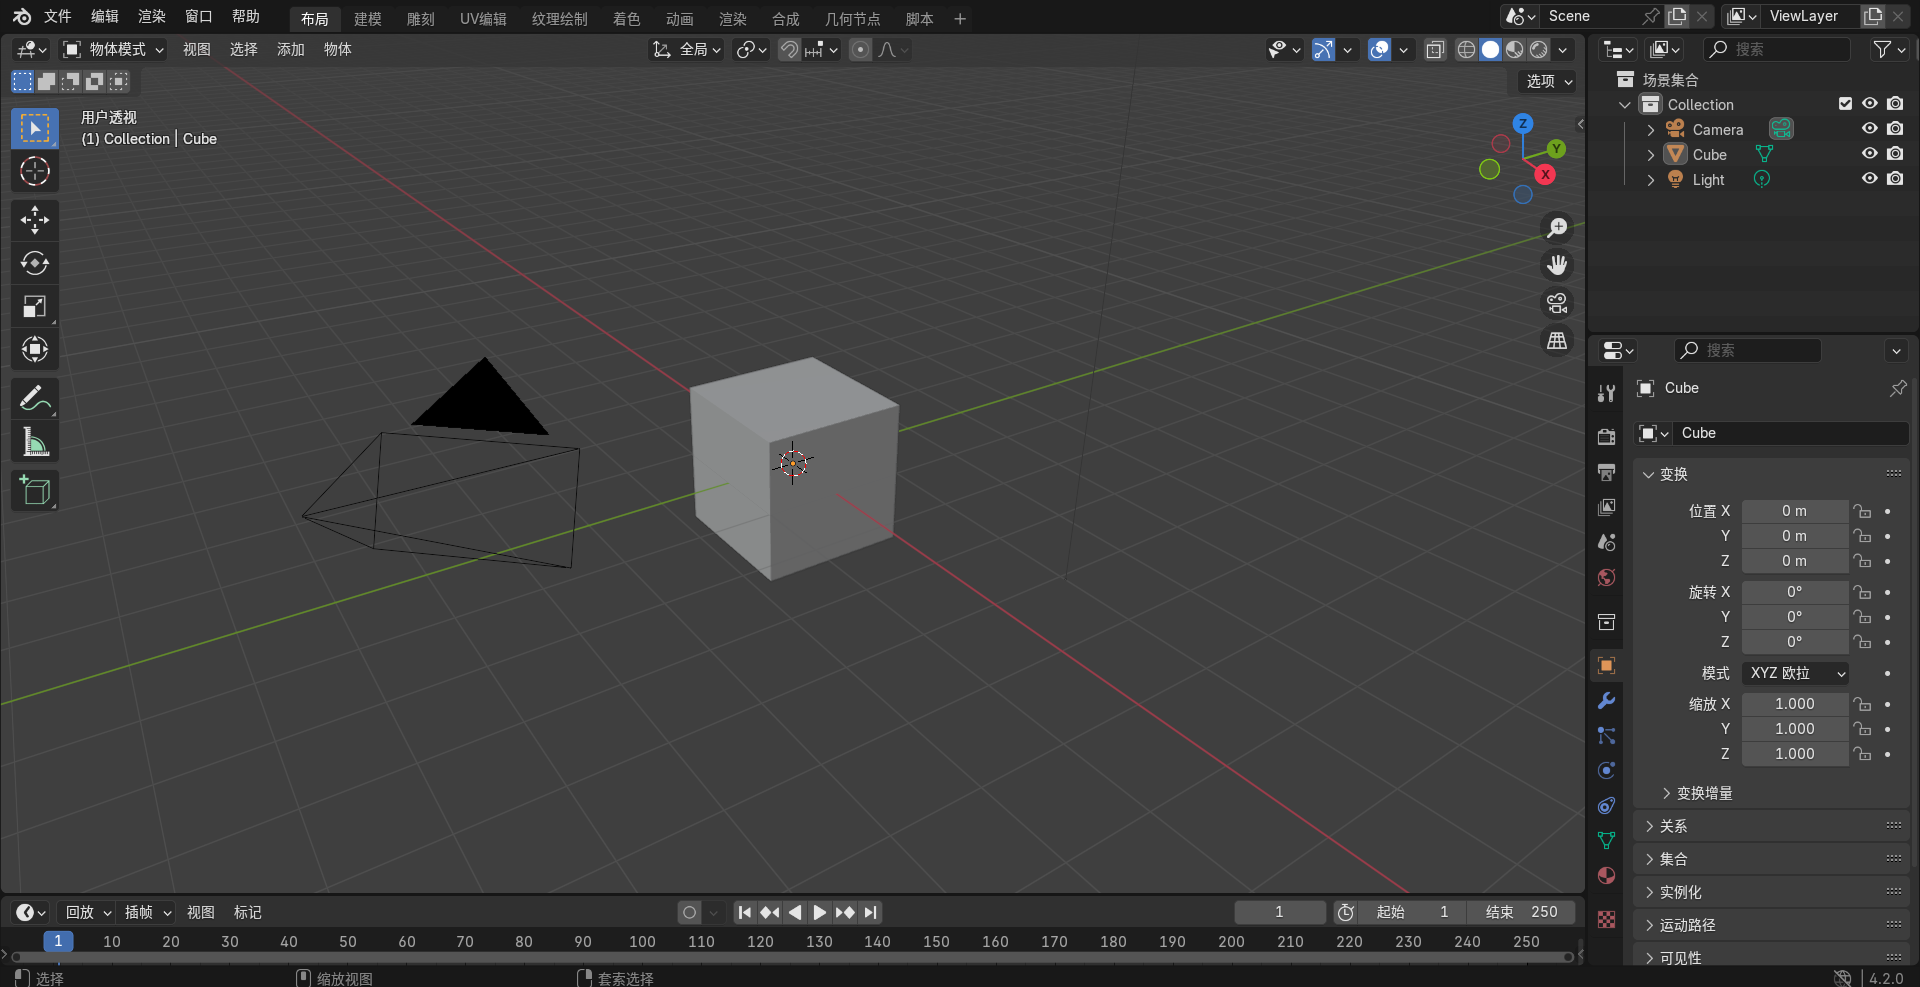 文件 编辑 渲染 窗口 帮助 布局 建模 雕刻 UV编辑 纹理绘制 着色 动画 渲染 合成 几何节点 脚本 + Scene ViewLayer
物体模式 视图 选择 添加 物体 全局 搜索
选项
用户透视
(1) Collection | Cube
Z
Y
X
场景集合
Collection
Camera
Cube
Light
搜索
Cube
Cube
变换
位置 X 0 m
Y 0 m
Z 0 m
旋转 X 0°
Y 0°
Z 0°
模式 XYZ 欧拉
缩放 X 1.000
Y 1.000
Z 1.000
变换增量
关系
集合
实例化
运动路径
可见性
回放 插帧 视图 标记 1 起始 1 结束 250
1 10 20 30 40 50 60 70 80 90 100 110 120 130 140 150 160 170 180 190 200 210 220 230 240 250
选择 缩放视图 套索选择 4.2.0